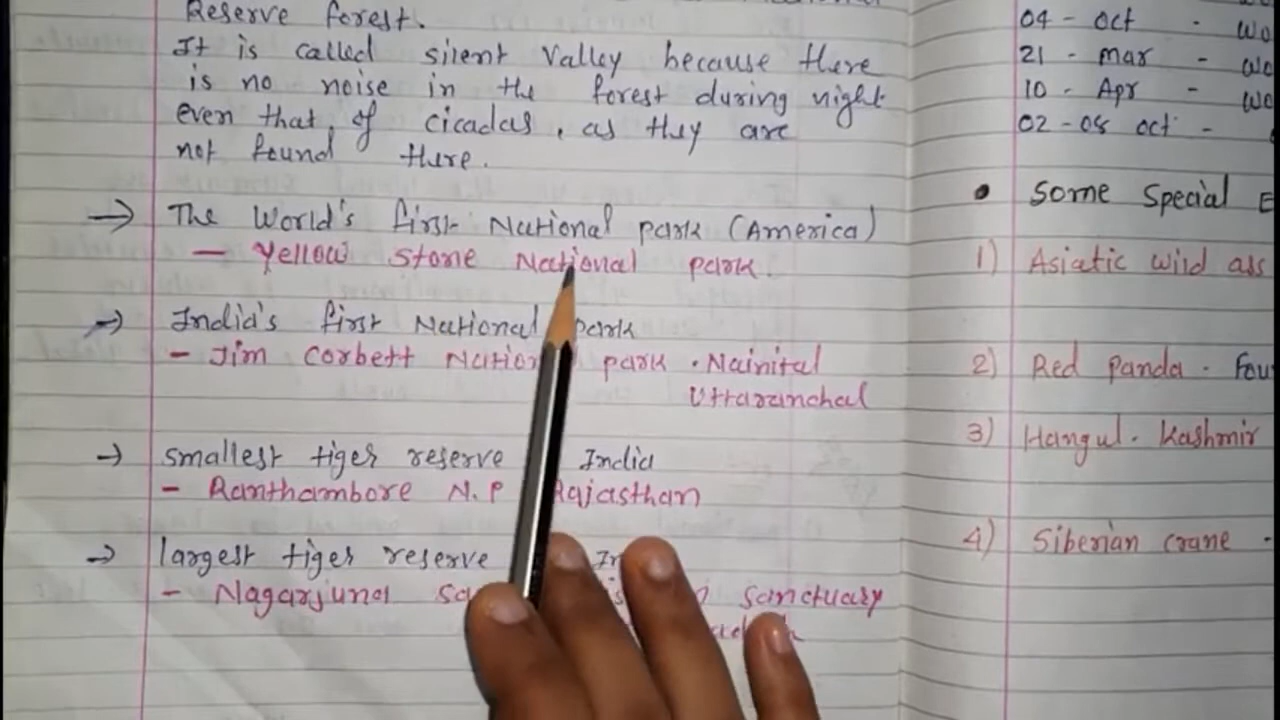 Reserve forest.
It is called silent valley because there
is no noise in the forest during night
even that of cicadas, as they are
not found there.
→ The World's first National park (America)
- Yellow stone National park.
→ India's first National park
- Jim Corbett National park. Nainital
Uttaranchal
→ smallest tiger reserve India
- Ranthambore N.P Rajasthan
→ largest tiger reserve
- Nagarjuna sanctuary
04 - Oct -
21 - Mar -
10 - Apr -
02-08 Oct -
• Some Special
1) Asiatic wild ass
2) Red Panda.
3) Hangul. Kashmir
4) Siberian crane -